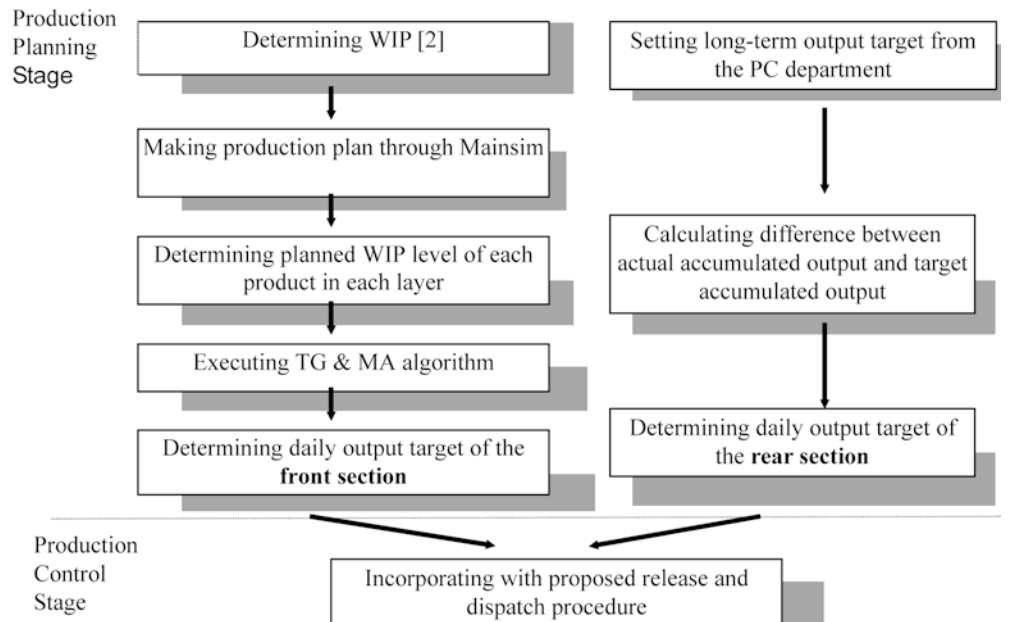 Production
Planning
Stage
Determining WIP [2]
Making production plan through Mainsim
Determining planned WIP level of each
product in each layer
Executing TG & MA algorithm
Determining daily output target of the
front section
Setting long-term output target from
the PC department
Calculating difference between
actual accumulated output and target
accumulated output
Determining daily output target of
the rear section
Production
Control
Stage
Incorporating with proposed release and
dispatch procedure